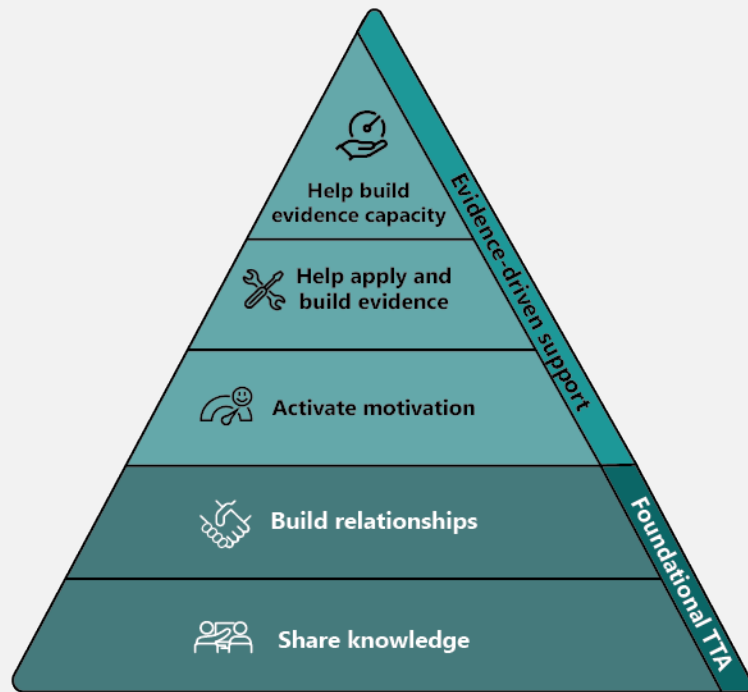 Help build
evidence capacity
Help apply and
build evidence
Activate motivation
Build relationships
Share knowledge
Evidence-driven support
Foundational TTA